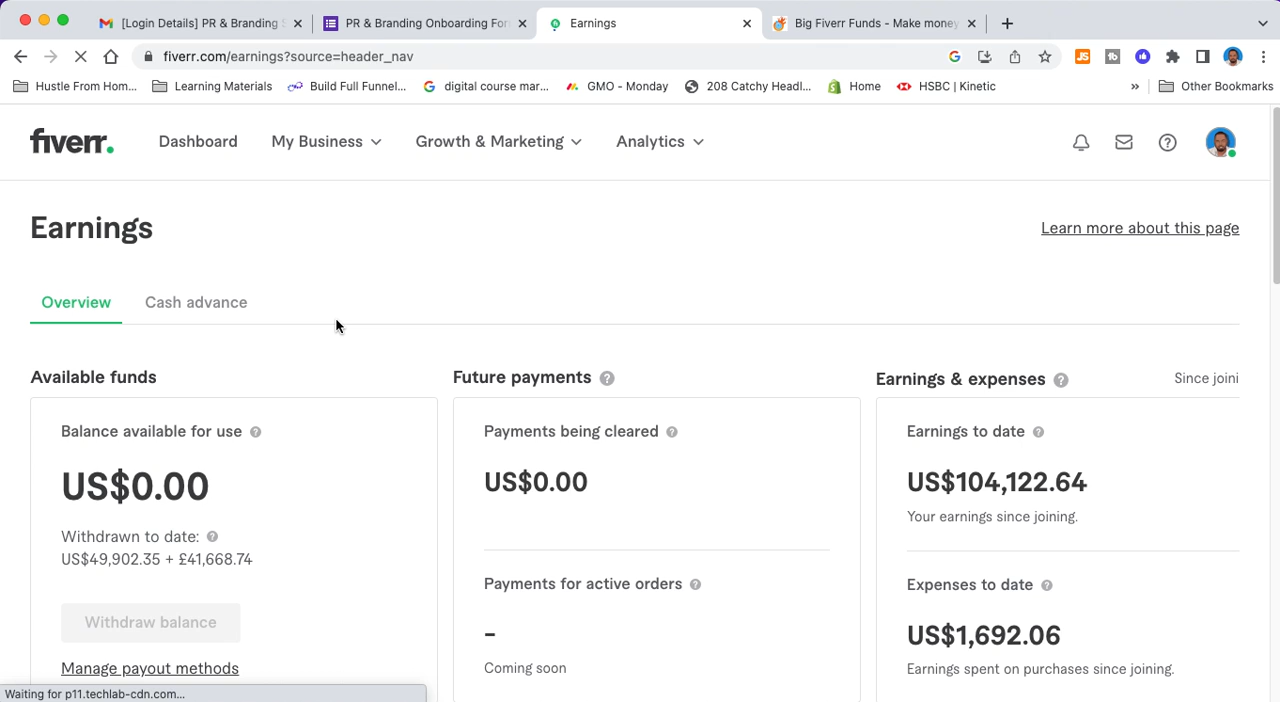 [Login Details] PR & Branding
PR & Branding Onboarding For
Earnings
Big Fiverr Funds - Make money
fiverr.com/earnings?source=header_nav
Hustle From Hom...
Learning Materials
Build Full Funnel...
digital course mar...
GMO - Monday
208 Catchy Headl...
Home
HSBC | Kinetic
»
Other Bookmarks
fiverr.
Dashboard
My Business
Growth & Marketing
Analytics
Earnings
Learn more about this page
Overview
Cash advance
Available funds
Balance available for use
US$0.00
Withdrawn to date:
US$49,902.35 + £41,668.74
Withdraw balance
Manage payout methods
Future payments
Payments being cleared
US$0.00
Payments for active orders
-
Coming soon
Earnings & expenses
Since joini
Earnings to date
US$104,122.64
Your earnings since joining.
Expenses to date
US$1,692.06
Earnings spent on purchases since joining.
Waiting for p11.techlab-cdn.com...